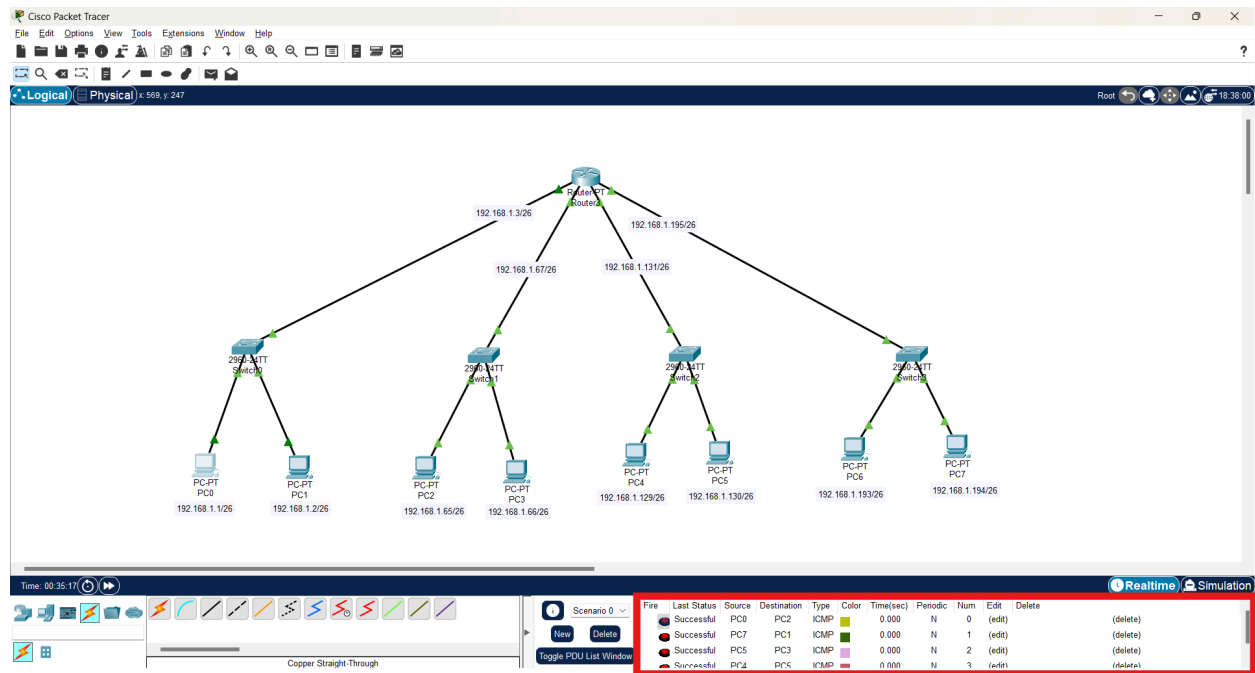 Cisco Packet Tracer
File Edit Options View Tools Extensions Window Help
?
Logical Physical x: 569, y: 247 Root 18:38:00
Router-PT
192.168.1.3/26
192.168.1.195/26
192.168.1.67/26
192.168.1.131/26
2960-24TT
Switch0
2960-24TT
Switch1
2960-24TT
Switch2
PC-PT
PC0
192.168.1.1/26
PC-PT
PC1
192.168.1.2/26
PC-PT
PC2
192.168.1.65/26
PC-PT
PC3
192.168.1.66/26
PC-PT
PC4
192.168.1.129/26
PC-PT
PC5
192.168.1.130/26
PC-PT
PC6
192.168.1.193/26
PC-PT
PC7
192.168.1.194/26
Time: 00:35:17 Realtime Simulation
Scenario 0
New Delete
Toggle PDU List Window
Copper Straight-Through
Fire Last Status Source Destination Type Color Time(sec) Periodic Num Edit Delete
Successful PC0 PC2 ICMP 0.000 N 0 (edit) (delete)
Successful PC7 PC1 ICMP 0.000 N 1 (edit) (delete)
Successful PC5 PC3 ICMP 0.000 N 2 (edit) (delete)
Successful PC4 PC5 ICMP 0.000 N 3 (edit) (delete)